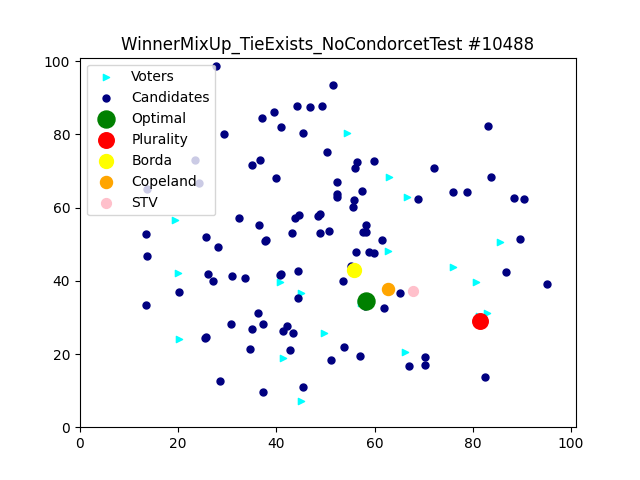 WinnerMixUp_TieExists_NoCondorcetTest #10488
Voters
Candidates
Optimal
Plurality
Borda
Copeland
STV
100
80
60
40
20
0
0 20 40 60 80 100